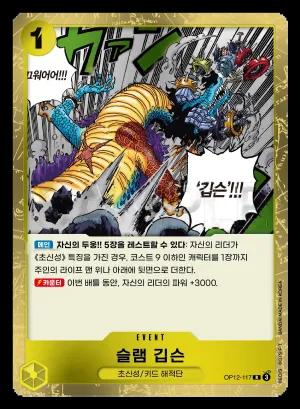 1
'깁슨'!!!
메인 자신의 두웅!! 5장을 레스트할 수 있다: 자신의 리더가
《초신성》 특징을 가진 경우, 코스트 9 이하인 캐릭터를 1장까지
주인의 라이프 맨 위나 아래에 뒷면으로 더한다.
카운터 이번 배틀 동안, 자신의 리더의 파워 +3000.
EVENT
슬램 깁슨
초신성/키드 해적단
OP12-117 R 3